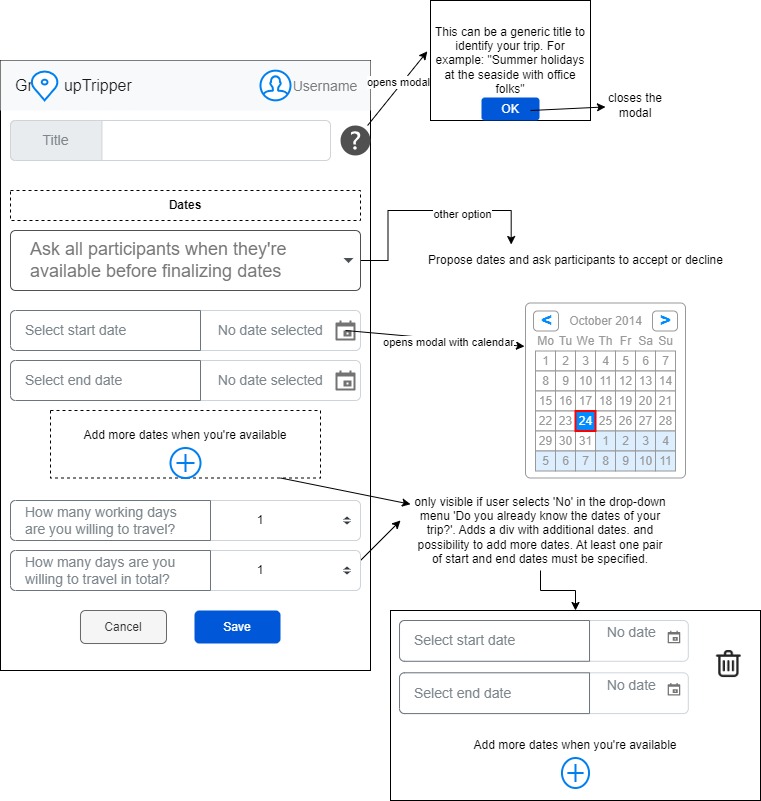 This can be a generic title to
identify your trip. For
example: "Summer holidays
at the seaside with office
folks"
OK
closes the
modal
opens modal
Gr upTripper
Username
Title
?
Dates
Ask all participants when they're
available before finalizing dates
other option
Propose dates and ask participants to accept or decline
Select start date
No date selected
opens modal with calendar
Select end date
No date selected
< October 2014 >
Mo Tu We Th Fr Sa Su
1 2 3 4 5 6 7
8 9 10 11 12 13 14
15 16 17 18 19 20 21
22 23 24 25 26 27 28
29 30 31 1 2 3 4
5 6 7 8 9 10 11
Add more dates when you're available
How many working days
are you willing to travel?
1
How many days are you
willing to travel in total?
1
only visible if user selects 'No' in the drop-down
menu 'Do you already know the dates of your
trip?'. Adds a div with additional dates. and
possibility to add more dates. At least one pair
of start and end dates must be specified.
Cancel
Save
Select start date
No date
Select end date
No date
Add more dates when you're available